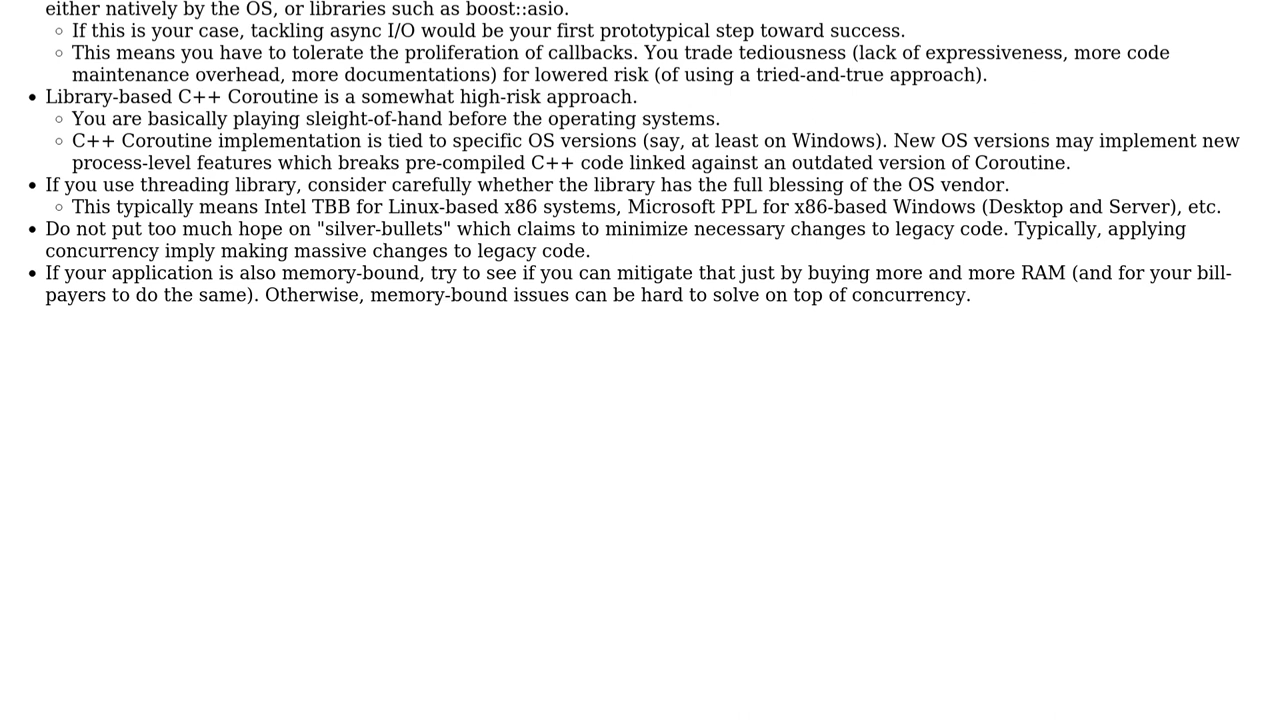 either natively by the OS, or libraries such as boost::asio.
If this is your case, tackling async I/O would be your first prototypical step toward success.
This means you have to tolerate the proliferation of callbacks. You trade tediousness (lack of expressiveness, more code
maintenance overhead, more documentations) for lowered risk (of using a tried-and-true approach).
Library-based C++ Coroutine is a somewhat high-risk approach.
You are basically playing sleight-of-hand before the operating systems.
C++ Coroutine implementation is tied to specific OS versions (say, at least on Windows). New OS versions may implement new
process-level features which breaks pre-compiled C++ code linked against an outdated version of Coroutine.
If you use threading library, consider carefully whether the library has the full blessing of the OS vendor.
This typically means Intel TBB for Linux-based x86 systems, Microsoft PPL for x86-based Windows (Desktop and Server), etc.
Do not put too much hope on "silver-bullets" which claims to minimize necessary changes to legacy code. Typically, applying
concurrency imply making massive changes to legacy code.
If your application is also memory-bound, try to see if you can mitigate that just by buying more and more RAM (and for your bill-
payers to do the same). Otherwise, memory-bound issues can be hard to solve on top of concurrency.